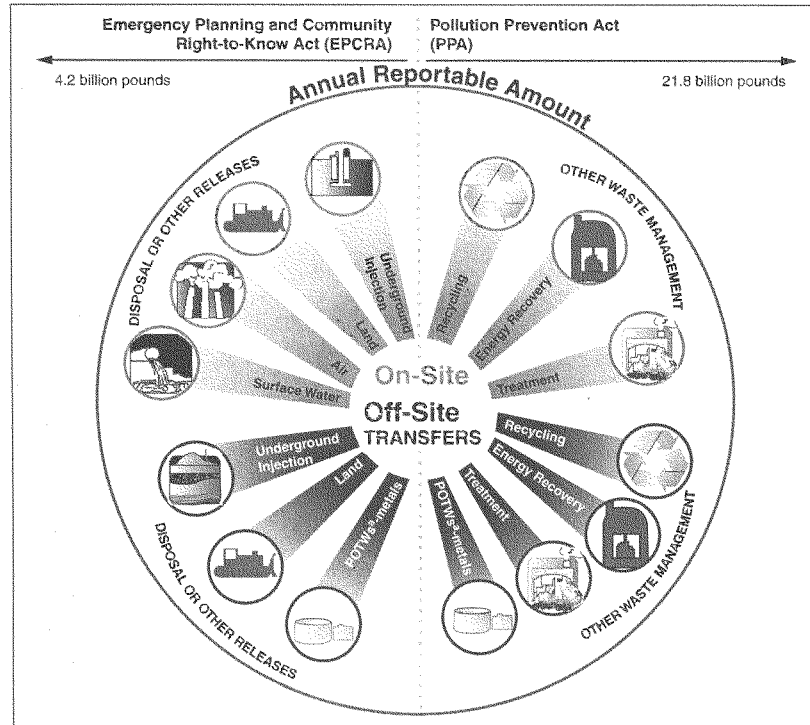 Emergency Planning and Community
Right-to-Know Act (EPCRA)
Pollution Prevention Act
(PPA)
4.2 billion pounds
21.8 billion pounds
Annual Reportable Amount
DISPOSAL OR OTHER RELEASES
OTHER WASTE MANAGEMENT
Underground
Injection
Land
Air
Surface Water
Recycling
Energy Recovery
Treatment
On-Site
Off-Site
TRANSFERS
Underground
Injection
Land
POTWs-metals
Recycling
Energy Recovery
Treatment
POTWs-metals
DISPOSAL OR OTHER RELEASES
OTHER WASTE MANAGEMENT